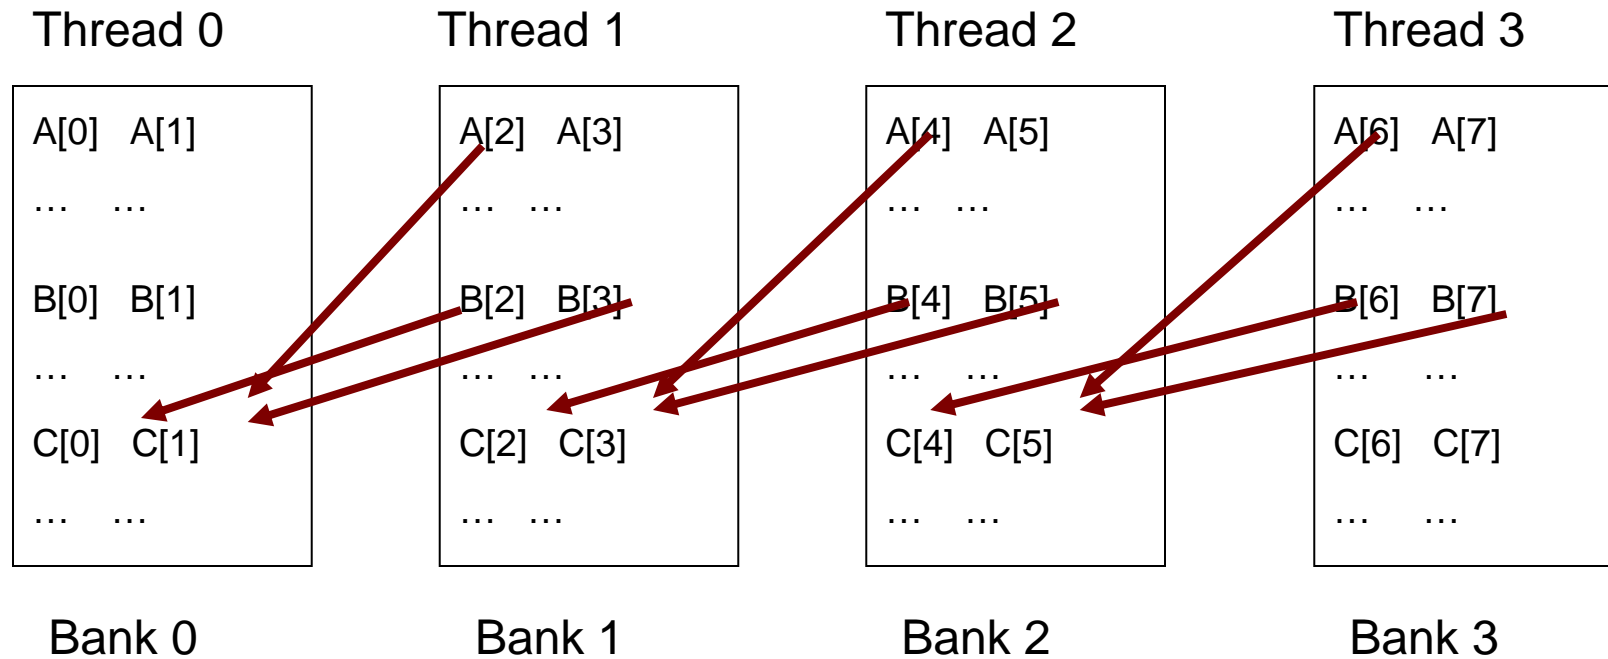 Thread 0 Thread 1 Thread 2 Thread 3
A[0] A[1] A[2] A[3] A[4] A[5] A[6] A[7]
… … … … … … … …
B[0] B[1] B[2] B[3] B[4] B[5] B[6] B[7]
… … … … … … … …
C[0] C[1] C[2] C[3] C[4] C[5] C[6] C[7]
… … … … … … … …
Bank 0 Bank 1 Bank 2 Bank 3